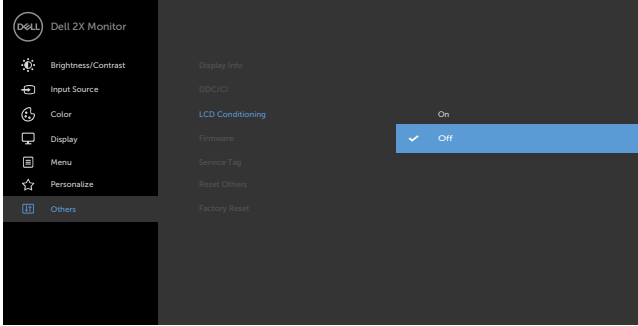 DELL
Dell 2X Monitor
Brightness/Contrast
Input Source
Color
Display
Menu
Personalize
Others
Display Info
DDC/CI
LCD Conditioning
Firmware
Service Tag
Reset Others
Factory Reset
On
Off